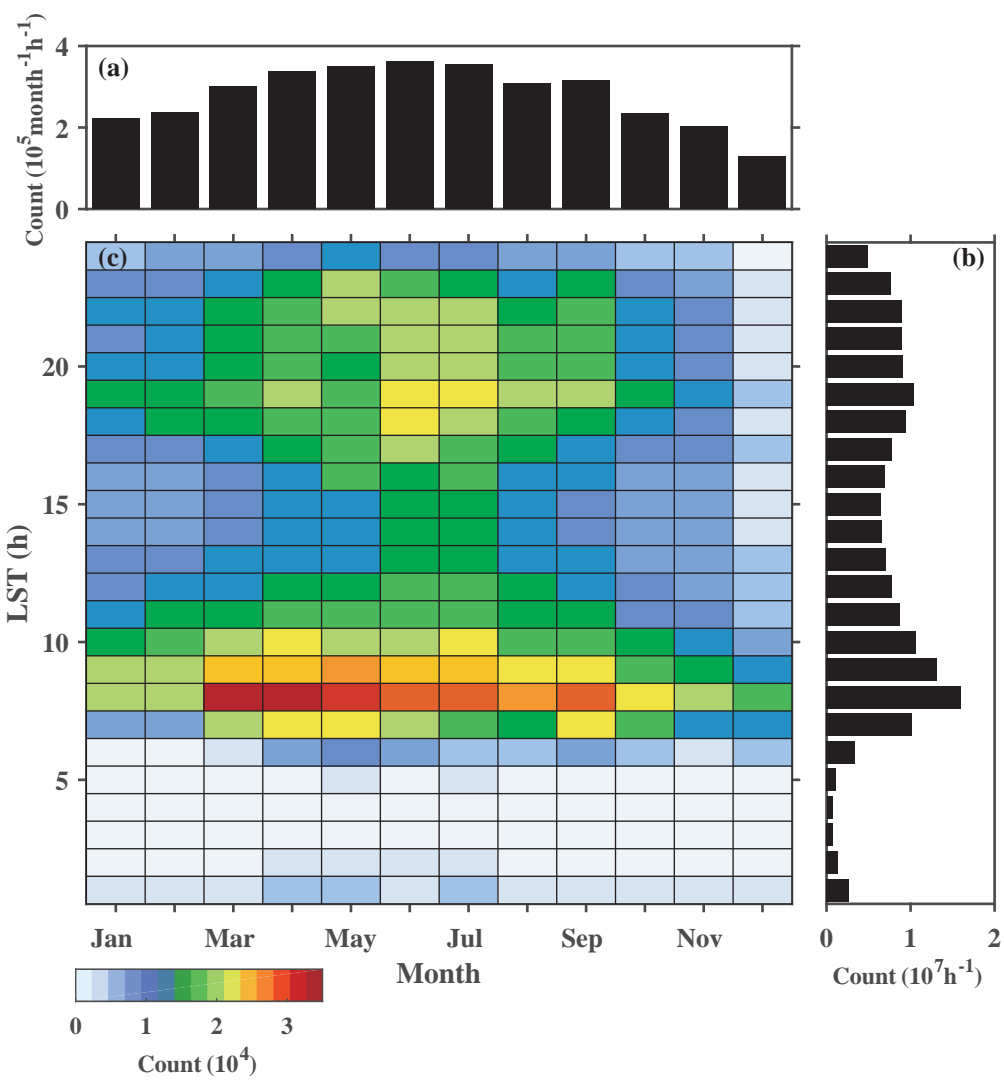 Count (10⁵month⁻¹h⁻¹)
4
2
0
(a)
(c)
(b)
LST (h)
20
15
10
5
Jan Mar May Jul Sep Nov
Month
0 1 2
Count (10⁷h⁻¹)
0 1 2 3
Count (10⁴)